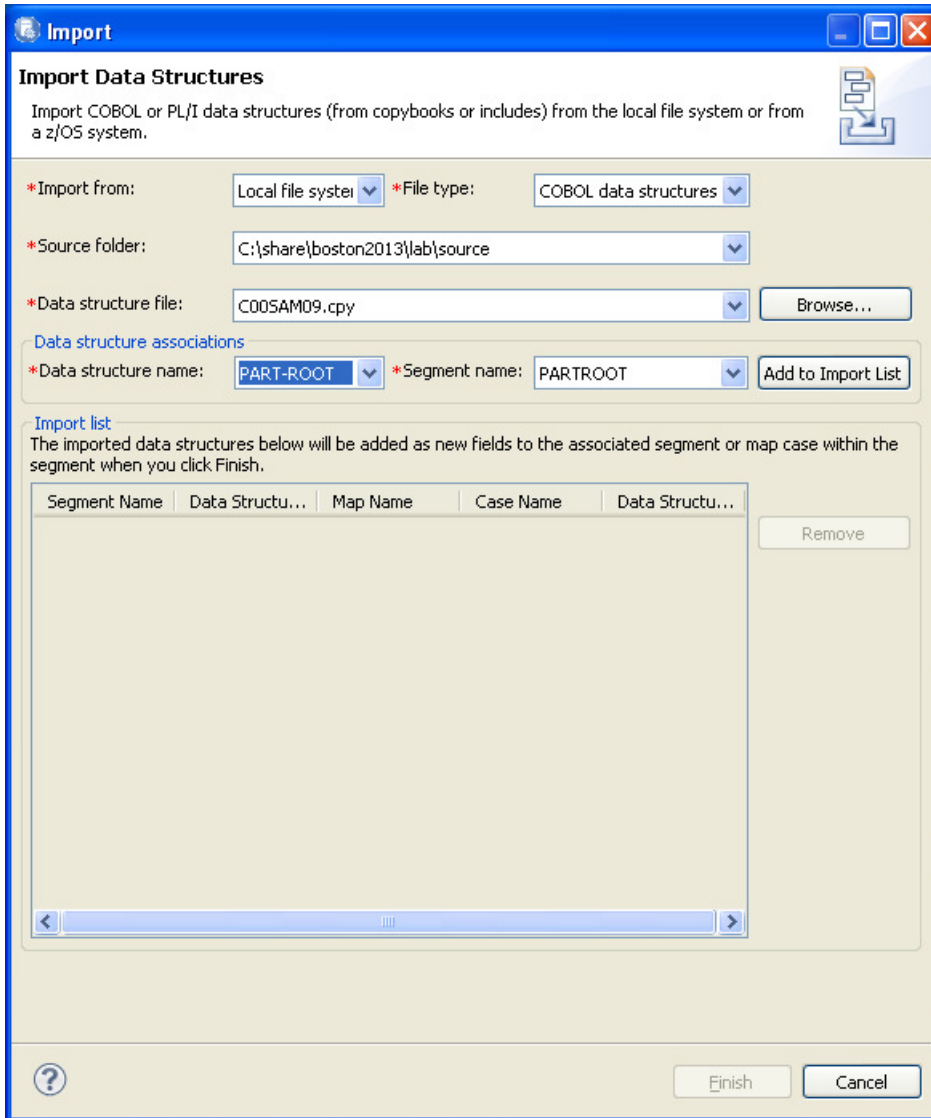 Import
Import Data Structures
Import COBOL or PL/I data structures (from copybooks or includes) from the local file system or from
a z/OS system.
*Import from: Local file syster *File type: COBOL data structures
*Source folder: C:\share\boston2013\lab\source
*Data structure file: C00SAM09.cpy Browse...
Data structure associations
*Data structure name: PART-ROOT *Segment name: PARTROOT Add to Import List
Import list
The imported data structures below will be added as new fields to the associated segment or map case within the
segment when you click Finish.
Segment Name Data Structu... Map Name Case Name Data Structu...
Remove
? Finish Cancel